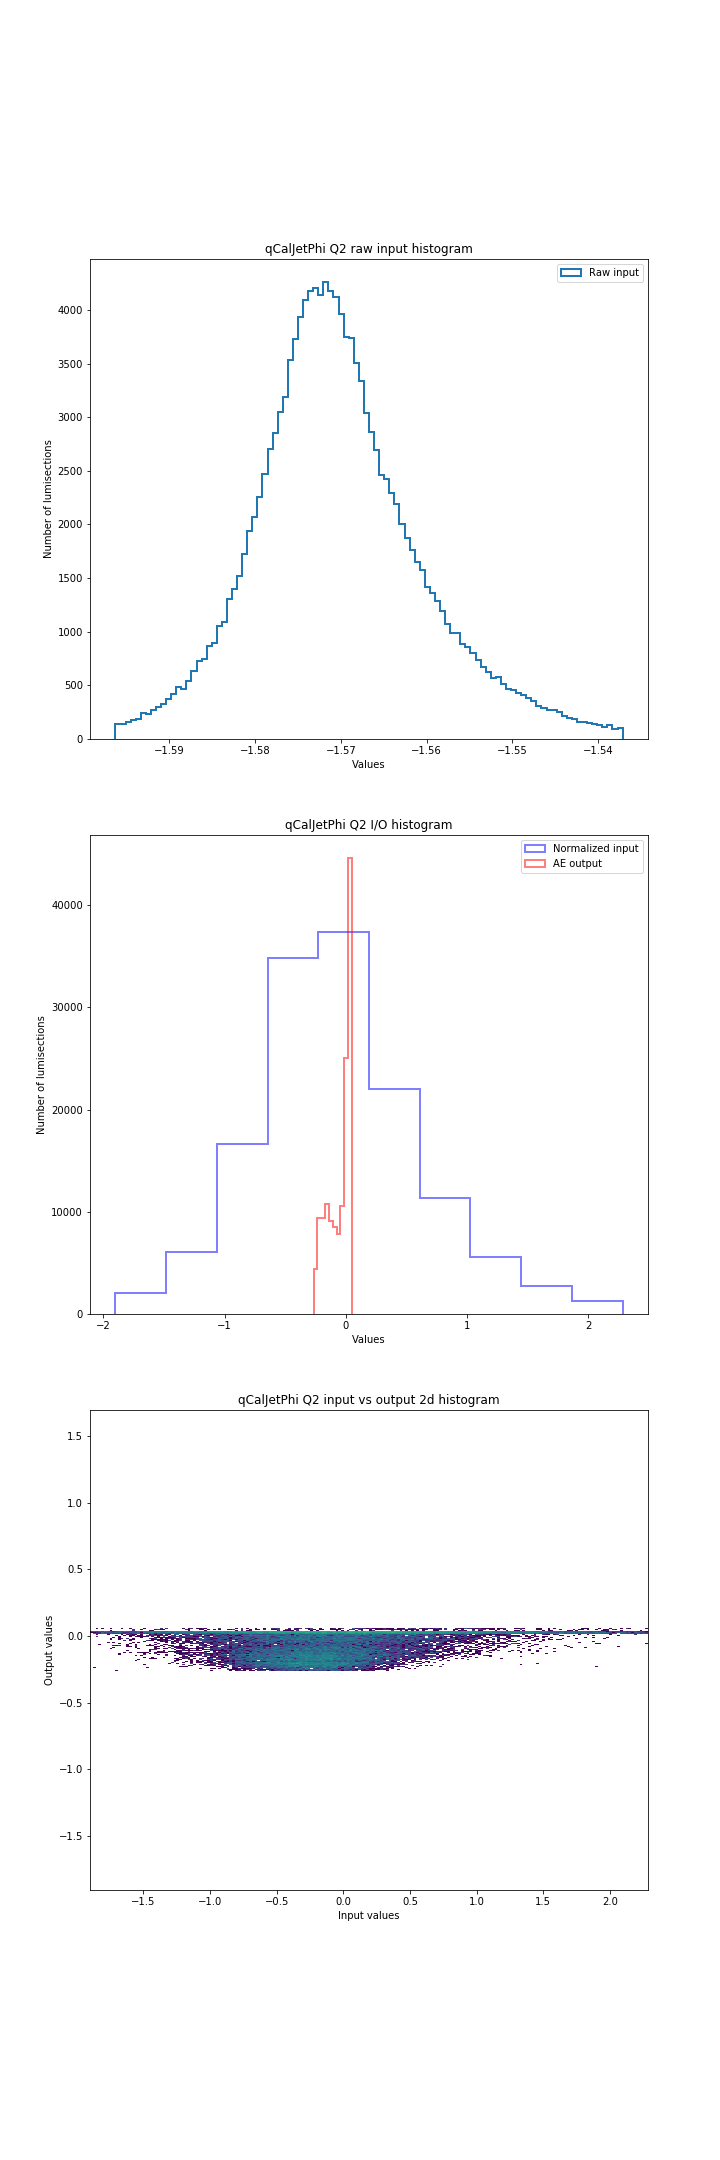 qCalJetPhi Q2 raw input histogram
Raw input
Number of lumisections
4000
3500
3000
2500
2000
1500
1000
500
0
−1.59 −1.58 −1.57 −1.56 −1.55 −1.54
Values
qCalJetPhi Q2 I/O histogram
Normalized input
AE output
Number of lumisections
40000
30000
20000
10000
0
−2 −1 0 1 2
Values
qCalJetPhi Q2 input vs output 2d histogram
Output values
1.5
1.0
0.5
0.0
−0.5
−1.0
−1.5
−1.5 −1.0 −0.5 0.0 0.5 1.0 1.5 2.0
Input values